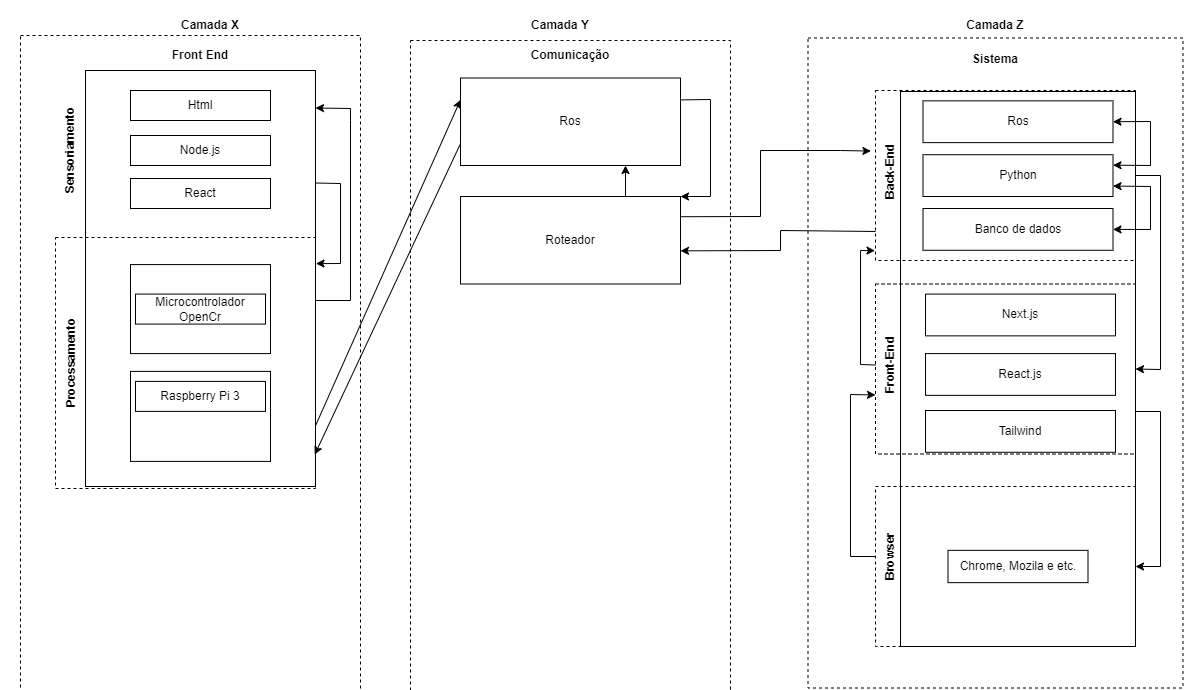 Camada X
Front End
Sensoriamento
Html
Node.js
React
Processamento
Microcontrolador
OpenCr
Raspberry Pi 3
Camada Y
Comunicação
Ros
Roteador
Camada Z
Sistema
Back-End
Ros
Python
Banco de dados
Front-End
Next.js
React.js
Tailwind
Browser
Chrome, Mozila e etc.